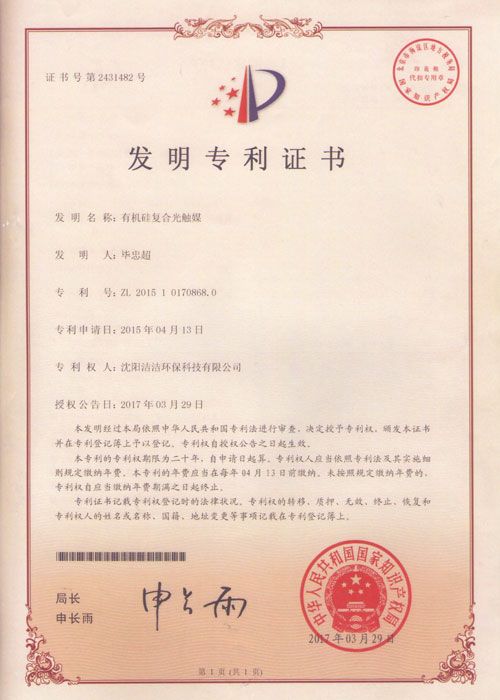 证书号第2431482号
发明专利证书
发明名称：有机硅复合光触媒
发明人：毕忠超
专利号：ZL 2015 1 0170868.0
专利申请日：2015年04月13日
专利权人：沈阳洁洁环保科技有限公司
授权公告日：2017年03月29日
本发明经过本局依照中华人民共和国专利法进行审查，决定授予专利权，颁发本证书
并在专利登记簿上予以登记。专利权自授权公告之日起生效。
本专利的专利权期限为二十年，自申请日起算。专利权人应当依照专利法及其实施细
则规定缴纳年费。本专利的年费应当在每年04月13日前缴纳。未按照规定缴纳年费的，
专利权自应当缴纳年费期满之日起终止。
专利证书记载专利权登记时的法律状况。专利权的转移、质押、无效、终止、恢复和
专利权人的姓名或名称、国籍、地址变更等事项记载在专利登记簿上。
局长
申长雨
申长雨
中华人民共和国国家知识产权局
2017年03月29日
第1页（共1页）